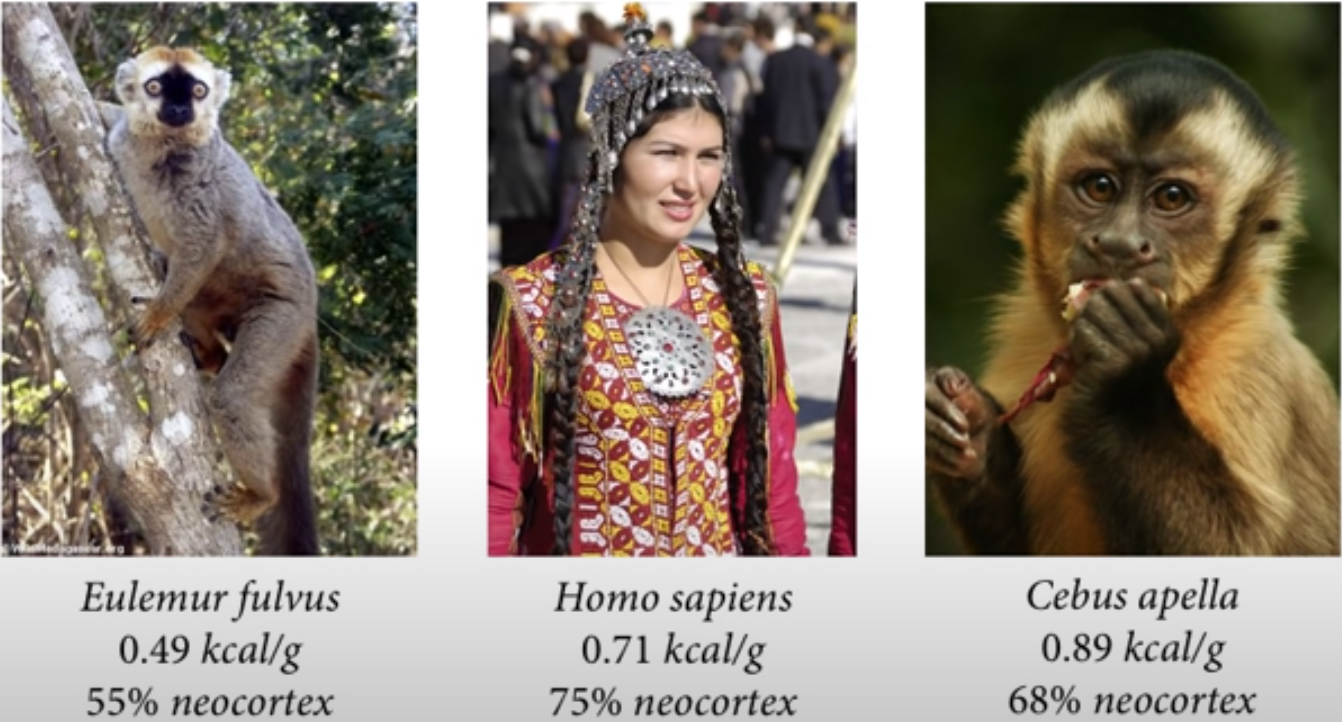 Eulemur fulvus
0.49 kcal/g
55% neocortex
Homo sapiens
0.71 kcal/g
75% neocortex
Cebus apella
0.89 kcal/g
68% neocortex